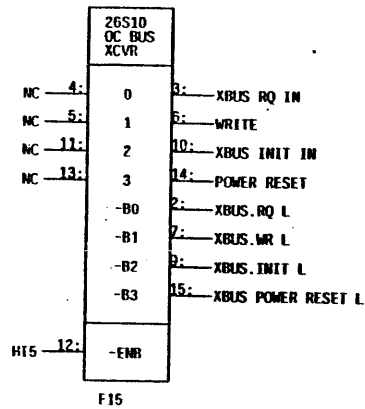 26S10
OC BUS
XCVR
NC 4: 0 3: XBUS RQ IN
NC 5: 1 6: WRITE
NC 11: 2 10: XBUS INIT IN
NC 13: 3 14: POWER RESET
-B0 2: XBUS.RQ L
-B1 7: XBUS.WR L
-B2 9: XBUS.INIT L
-B3 15: XBUS POWER RESET L
HI5 12: -ENB
F15